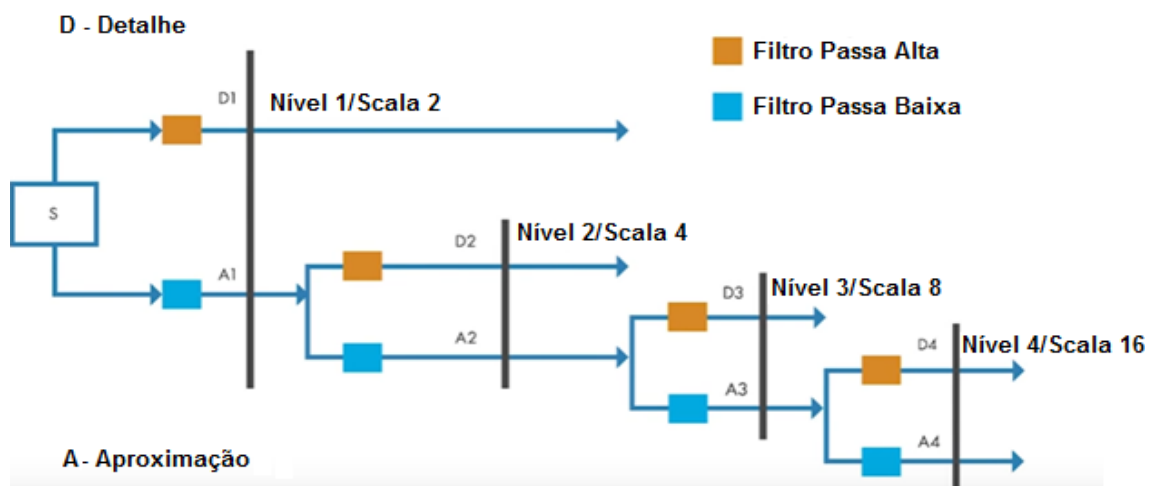 D - Detalhe
Filtro Passa Alta
Filtro Passa Baixa
D1
Nível 1/Scala 2
S
A1
D2
Nível 2/Scala 4
A2
D3
Nível 3/Scala 8
A3
D4
Nível 4/Scala 16
A4
A - Aproximação